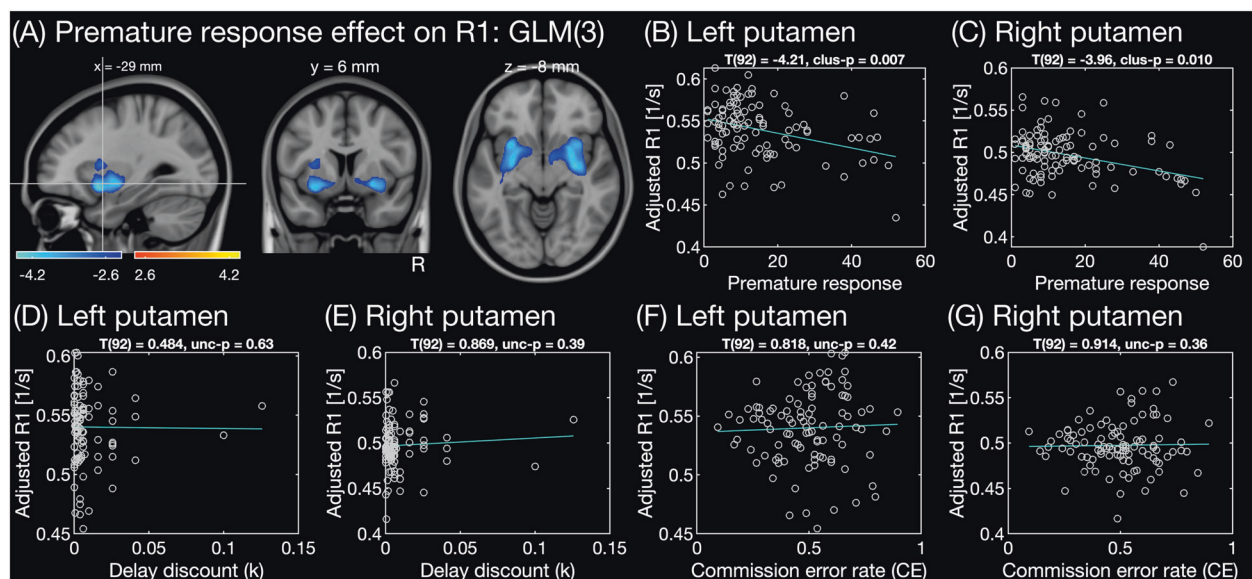 (A) Premature response effect on R1: GLM(3)
x = -29 mm
y = 6 mm
z = -8 mm
R
-4.2 -2.6 2.6 4.2
(B) Left putamen
T(92) = -4.21, clus-p = 0.007
Adjusted R1 [1/s]
0.6
0.55
0.5
0.45
0.4
0 20 40 60
Premature response
(C) Right putamen
T(92) = -3.96, clus-p = 0.010
Adjusted R1 [1/s]
0.6
0.55
0.5
0.45
0.4
0 20 40 60
Premature response
(D) Left putamen
T(92) = 0.484, unc-p = 0.63
Adjusted R1 [1/s]
0.6
0.55
0.5
0.45
0 0.05 0.1 0.15
Delay discount (k)
(E) Right putamen
T(92) = 0.869, unc-p = 0.39
Adjusted R1 [1/s]
0.6
0.55
0.5
0.45
0.4
0 0.05 0.1 0.15
Delay discount (k)
(F) Left putamen
T(92) = 0.818, unc-p = 0.42
Adjusted R1 [1/s]
0.6
0.55
0.5
0.45
0 0.5 1
Commission error rate (CE)
(G) Right putamen
T(92) = 0.914, unc-p = 0.36
Adjusted R1 [1/s]
0.6
0.55
0.5
0.45
0.4
0 0.5 1
Commission error rate (CE)